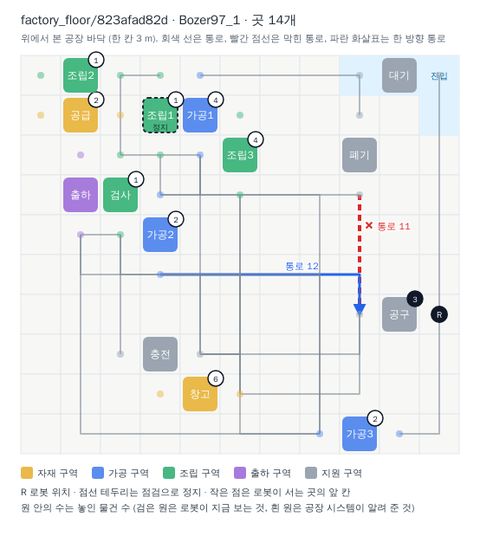 factory_floor/823afad82d · Bozer97_1 · 곳 14개
위에서 본 공장 바닥 (한 칸 3 m). 회색 선은 통로, 빨간 점선은 막힌 통로, 파란 화살표는 한 방향 통로
조립2 1
대기
전립
공급 2
조립1 1
정지
가공1 4
조립3 4
폐기
출하
검사 1
가공2 2
✖ 통로 11
통로 12
공구 3
R
충전
창고 6
가공3 2
자재 구역 가공 구역 조립 구역 출하 구역 지원 구역
R 로봇 위치 · 점선 테두리는 점검으로 정지 · 작은 점은 로봇이 서는 곳의 앞 칸
원 안의 수는 놓인 물건 수 (검은 원은 로봇이 지금 보는 것, 흰 원은 공장 시스템이 알려 준 것)